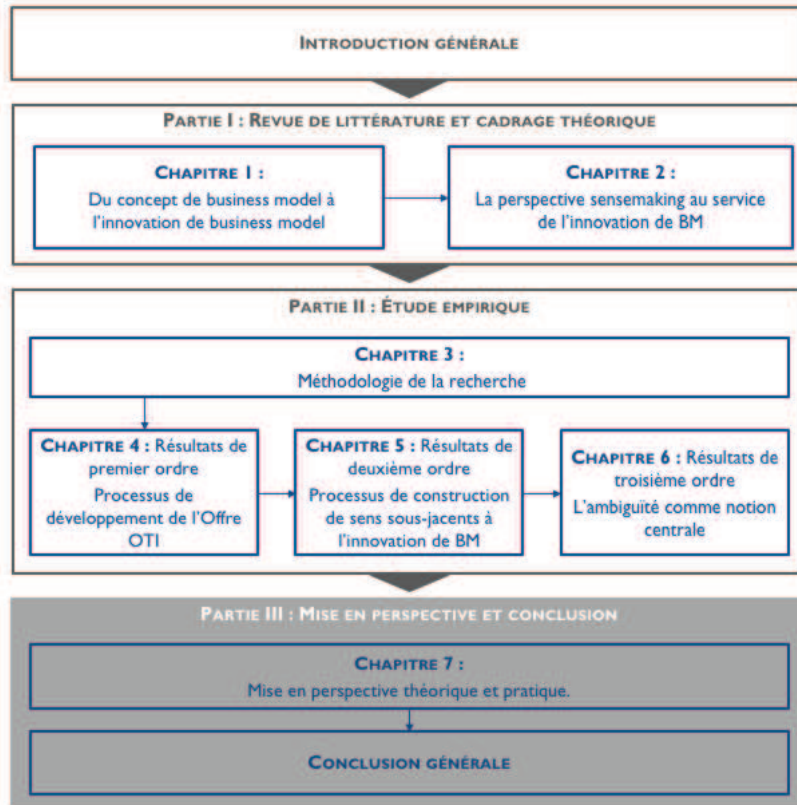 INTRODUCTION GÉNÉRALE
PARTIE I : REVUE DE LITTÉRATURE ET CADRAGE THÉORIQUE
CHAPITRE 1 :
Du concept de business model à
l'innovation de business model
CHAPITRE 2 :
La perspective sensemaking au service
de l'innovation de BM
PARTIE II : ÉTUDE EMPIRIQUE
CHAPITRE 3 :
Méthodologie de la recherche
CHAPITRE 4 : Résultats de
premier ordre
Processus de
développement de l'Offre
OTI
CHAPITRE 5 : Résultats de
deuxième ordre
Processus de construction
de sens sous-jacents à
l'innovation de BM
CHAPITRE 6 : Résultats de
troisième ordre
L'ambiguïté comme notion
centrale
PARTIE III : MISE EN PERSPECTIVE ET CONCLUSION
CHAPITRE 7 :
Mise en perspective théorique et pratique.
CONCLUSION GÉNÉRALE